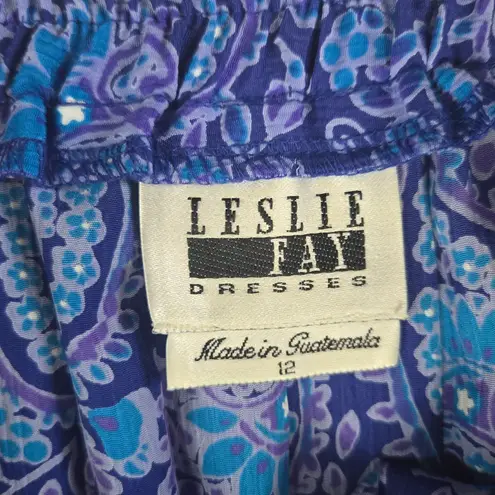 LESLIE
FAY
DRESSES
Made in Guatemala
12